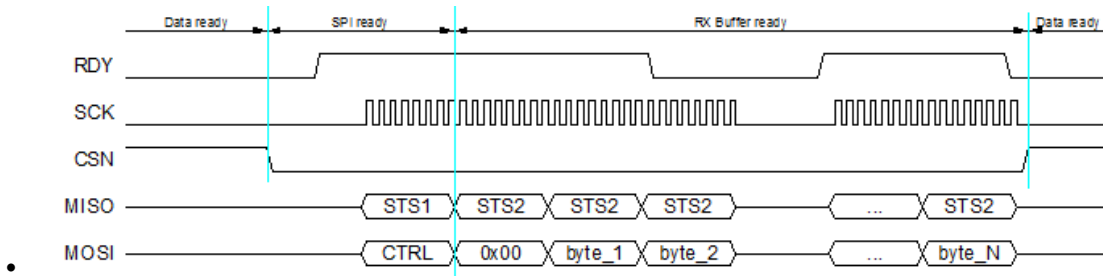 Data ready SPI ready RX Buffer ready Data ready
RDY
SCK
CSN
MISO STS1 STS2 STS2 STS2 ... STS2
MOSI CTRL 0x00 byte_1 byte_2 ... byte_N